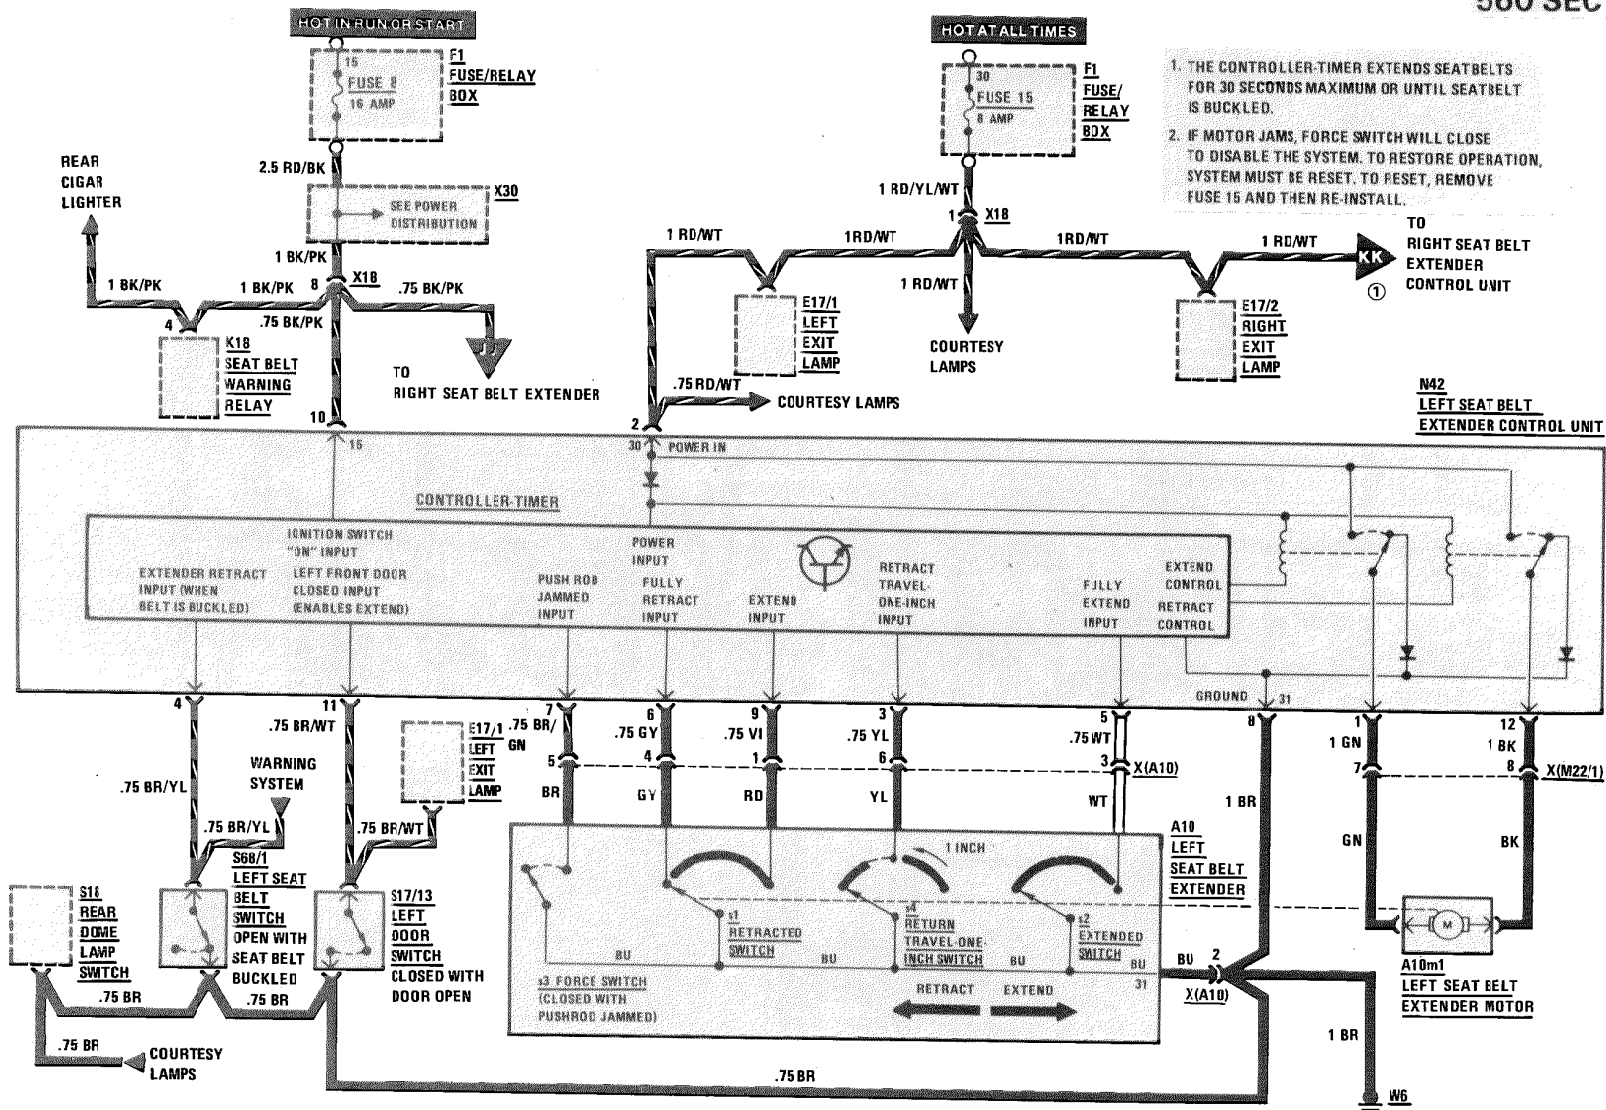 560 SEC
HOT IN RUN OR START
15
FUSE 8
16 AMP
F1
FUSE/RELAY
BOX
HOT AT ALL TIMES
30
FUSE 15
8 AMP
F1
FUSE/
RELAY
BOX
1. THE CONTROLLER-TIMER EXTENDS SEATBELTS
FOR 30 SECONDS MAXIMUM OR UNTIL SEATBELT
IS BUCKLED.
2. IF MOTOR JAMS, FORCE SWITCH WILL CLOSE
TO DISABLE THE SYSTEM. TO RESTORE OPERATION,
SYSTEM MUST BE RESET. TO RESET, REMOVE
FUSE 15 AND THEN RE-INSTALL.
REAR
CIGAR
LIGHTER
2.5 RD/BK
X30
SEE POWER
DISTRIBUTION
1 BK/PK
8
X18
1 BK/PK
1 BK/PK
.75 BK/PK
.75 BK/PK
4
K18
SEAT BELT
WARNING
RELAY
10
JJ
TO
RIGHT SEAT BELT EXTENDER
1 RD/YL/WT
1
X18
1 RD/WT
1RD/WT
1RD/WT
1 RD/WT
1 RD/WT
KK
1
TO
RIGHT SEAT BELT
EXTENDER
CONTROL UNIT
E17/1
LEFT
EXIT
LAMP
COURTESY
LAMPS
E17/2
RIGHT
EXIT
LAMP
.75RD/WT
COURTESY LAMPS
2
N42
LEFT SEAT BELT
EXTENDER CONTROL UNIT
15
30
POWER IN
CONTROLLER-TIMER
IGNITION SWITCH
"ON" INPUT
EXTENDER RETRACT
INPUT (WHEN
BELT IS BUCKLED)
LEFT FRONT DOOR
CLOSED INPUT
(ENABLES EXTEND)
PUSH ROB
JAMMED
INPUT
POWER
INPUT
FULLY
RETRACT
INPUT
EXTEND
INPUT
RETRACT
TRAVEL-
ONE-INCH
INPUT
FULLY
EXTEND
INPUT
EXTEND
CONTROL
RETRACT
CONTROL
GROUND
31
4
11
7
6
9
3
5
8
1
12
.75 BR/YL
.75 BR/WT
E17/1
LEFT
EXIT
LAMP
.75 BR/
GN
.75 GY
.75 VI
.75 YL
.75WT
1 GN
1 BK
5
4
1
6
3
X(A10)
7
8
X(M22/1)
BR
GY
RD
YL
WT
1 BR
GN
BK
WARNING
SYSTEM
.75 BR/YL
.75 BR/WT
S68/1
LEFT SEAT
BELT
SWITCH
OPEN WITH
SEAT BELT
BUCKLED
S17/13
LEFT
DOOR
SWITCH
CLOSED WITH
DOOR OPEN
S18
REAR
DOME
LAMP
SWITCH
.75 BR
.75 BR
.75 BR
COURTESY
LAMPS
1 INCH
A10
LEFT
SEAT BELT
EXTENDER
s1
RETRACTED
SWITCH
s4
RETURN
TRAVEL-ONE-
INCH SWITCH
s2
EXTENDED
SWITCH
BU
BU
BU
BU
31
s3 FORCE SWITCH
(CLOSED WITH
PUSHROD JAMMED)
RETRACT
EXTEND
BU
2
X(A10)
M
A10m1
LEFT SEAT BELT
EXTENDER MOTOR
1 BR
.75BR
W6